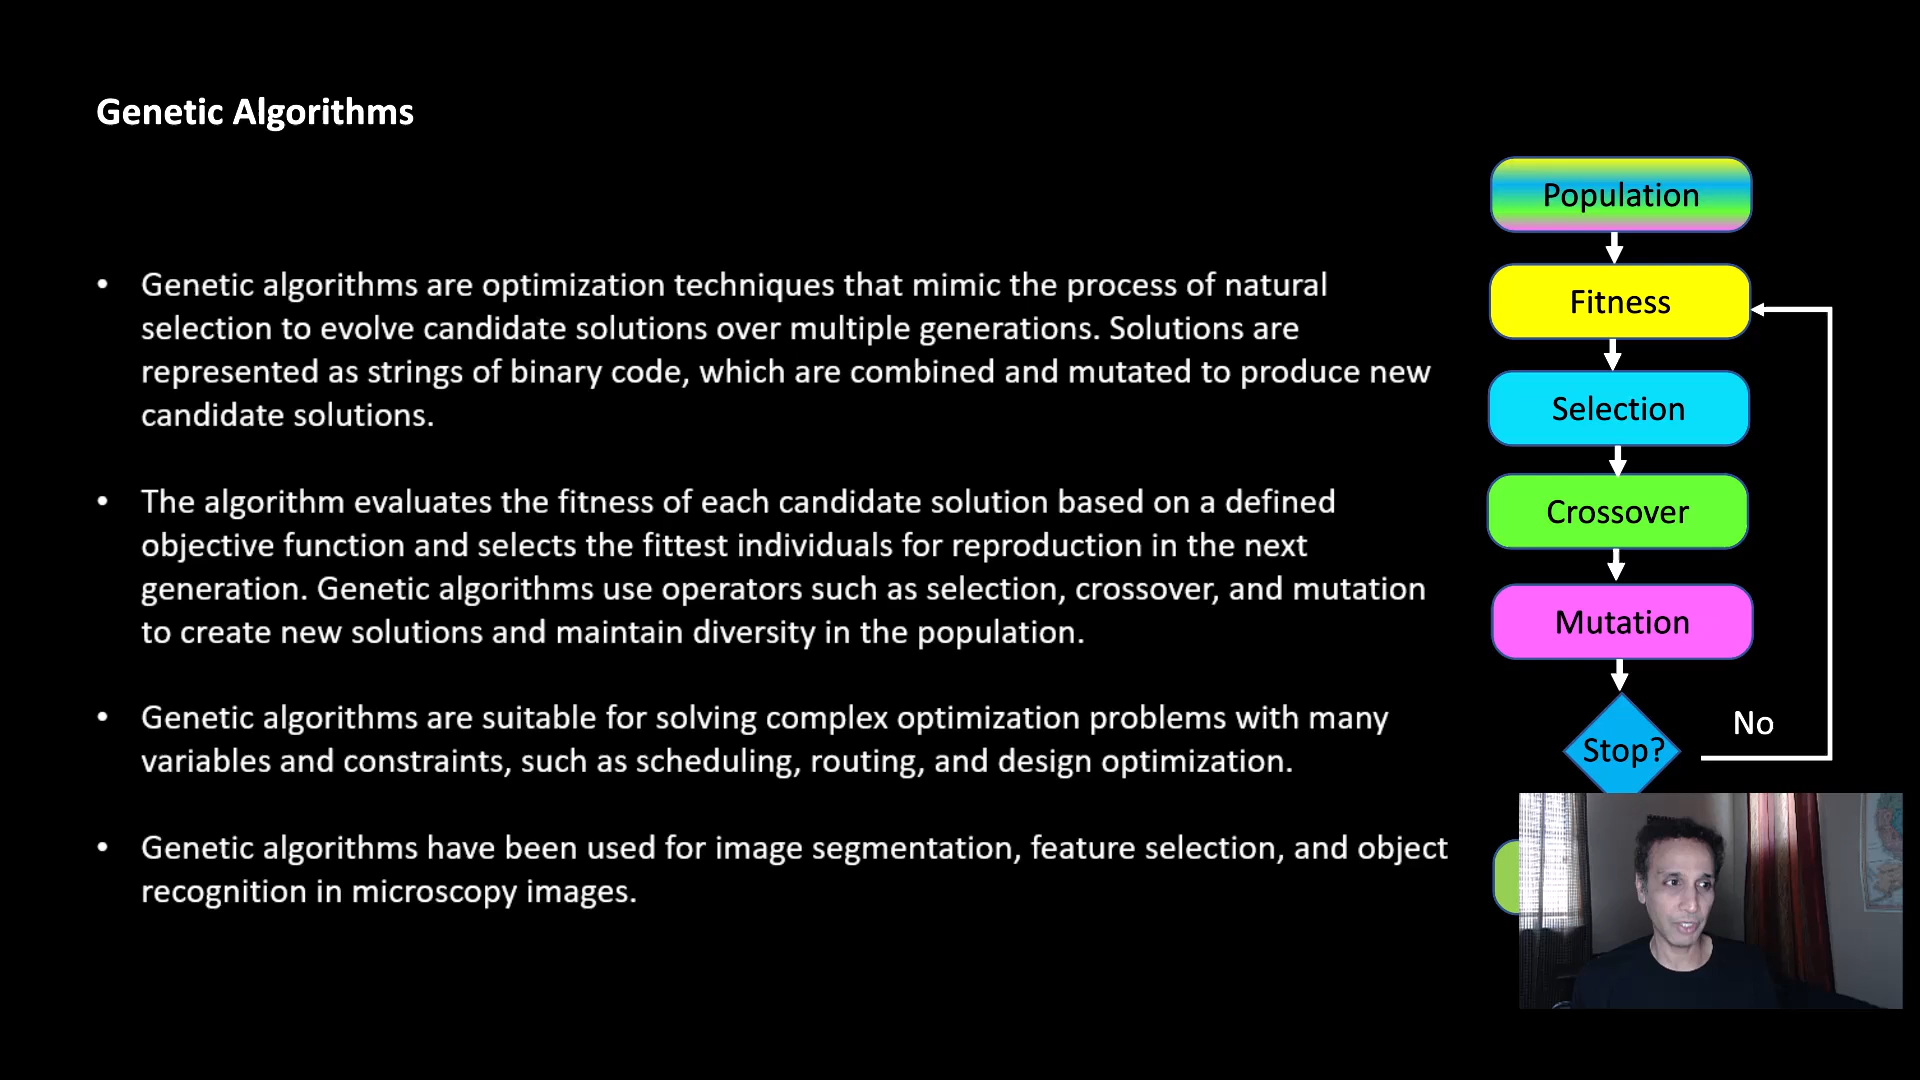 Genetic Algorithms
• Genetic algorithms are optimization techniques that mimic the process of natural
selection to evolve candidate solutions over multiple generations. Solutions are
represented as strings of binary code, which are combined and mutated to produce new
candidate solutions.
• The algorithm evaluates the fitness of each candidate solution based on a defined
objective function and selects the fittest individuals for reproduction in the next
generation. Genetic algorithms use operators such as selection, crossover, and mutation
to create new solutions and maintain diversity in the population.
• Genetic algorithms are suitable for solving complex optimization problems with many
variables and constraints, such as scheduling, routing, and design optimization.
• Genetic algorithms have been used for image segmentation, feature selection, and object
recognition in microscopy images.
Population
Fitness
Selection
Crossover
Mutation
No
Stop?